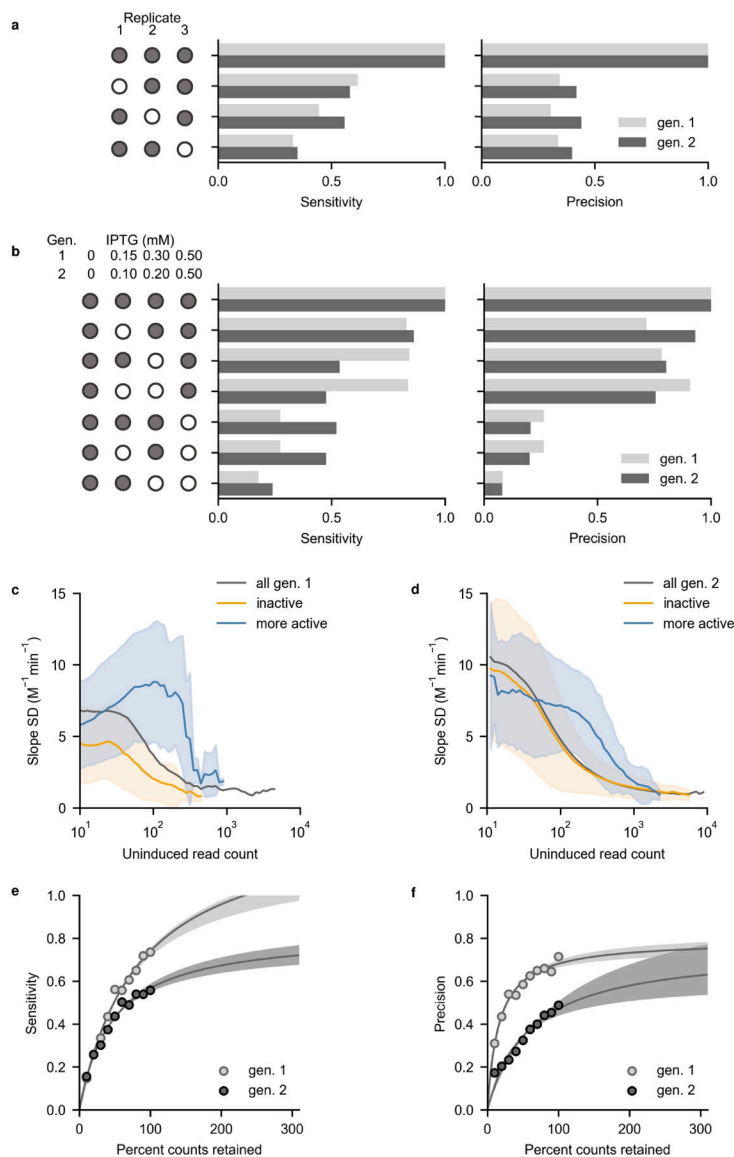 a
Replicate
1 2 3
gen. 1
gen. 2
0.0 0.5 1.0
Sensitivity
0.0 0.5 1.0
Precision
b
Gen. IPTG (mM)
1 0 0.15 0.30 0.50
2 0 0.10 0.20 0.50
gen. 1
gen. 2
0.0 0.5 1.0
Sensitivity
0.0 0.5 1.0
Precision
c
all gen. 1
inactive
more active
15
10
5
0
Slope SD (M⁻¹min⁻¹)
10¹ 10² 10³ 10⁴
Uninduced read count
d
all gen. 2
inactive
more active
15
10
5
0
Slope SD (M⁻¹min⁻¹)
10¹ 10² 10³ 10⁴
Uninduced read count
e
1.0
0.8
0.6
0.4
0.2
0.0
Sensitivity
gen. 1
gen. 2
0 100 200 300
Percent counts retained
f
1.0
0.8
0.6
0.4
0.2
0.0
Precision
gen. 1
gen. 2
0 100 200 300
Percent counts retained